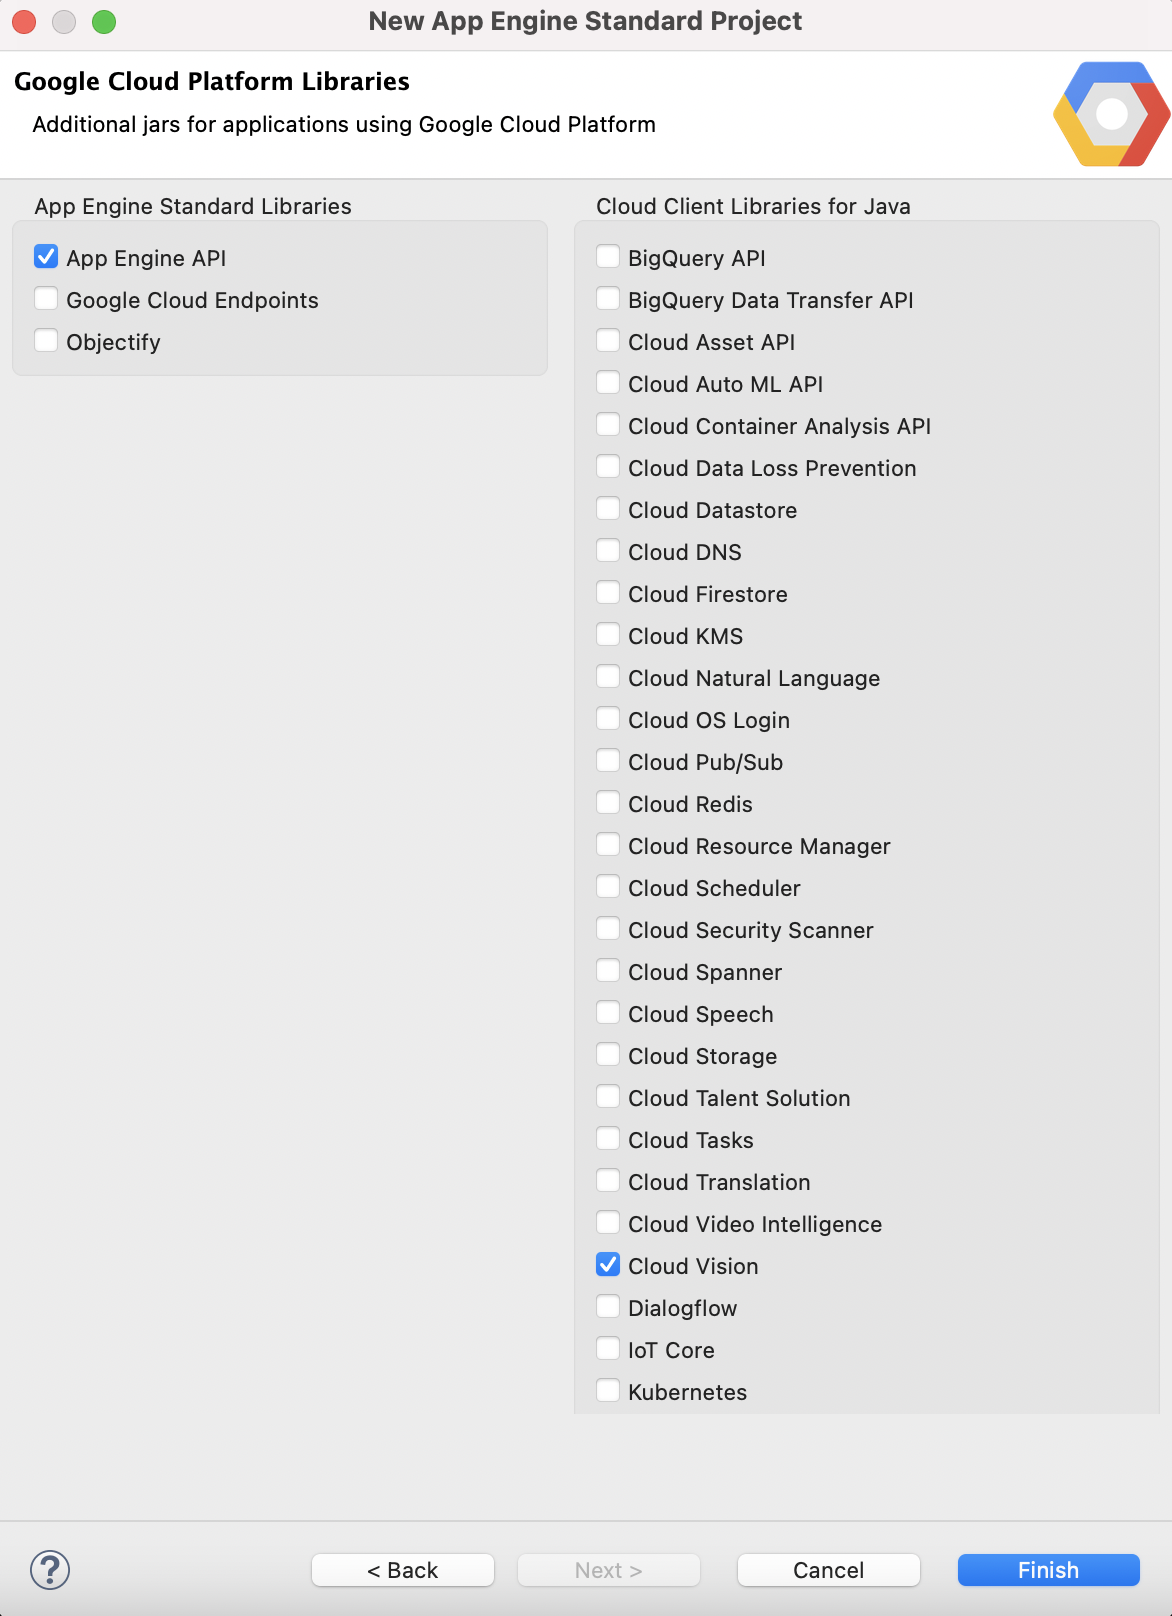 New App Engine Standard Project
Google Cloud Platform Libraries
Additional jars for applications using Google Cloud Platform
App Engine Standard Libraries
App Engine API
Google Cloud Endpoints
Objectify
Cloud Client Libraries for Java
BigQuery API
BigQuery Data Transfer API
Cloud Asset API
Cloud Auto ML API
Cloud Container Analysis API
Cloud Data Loss Prevention
Cloud Datastore
Cloud DNS
Cloud Firestore
Cloud KMS
Cloud Natural Language
Cloud OS Login
Cloud Pub/Sub
Cloud Redis
Cloud Resource Manager
Cloud Scheduler
Cloud Security Scanner
Cloud Spanner
Cloud Speech
Cloud Storage
Cloud Talent Solution
Cloud Tasks
Cloud Translation
Cloud Video Intelligence
Cloud Vision
Dialogflow
IoT Core
Kubernetes
?
< Back
Next >
Cancel
Finish